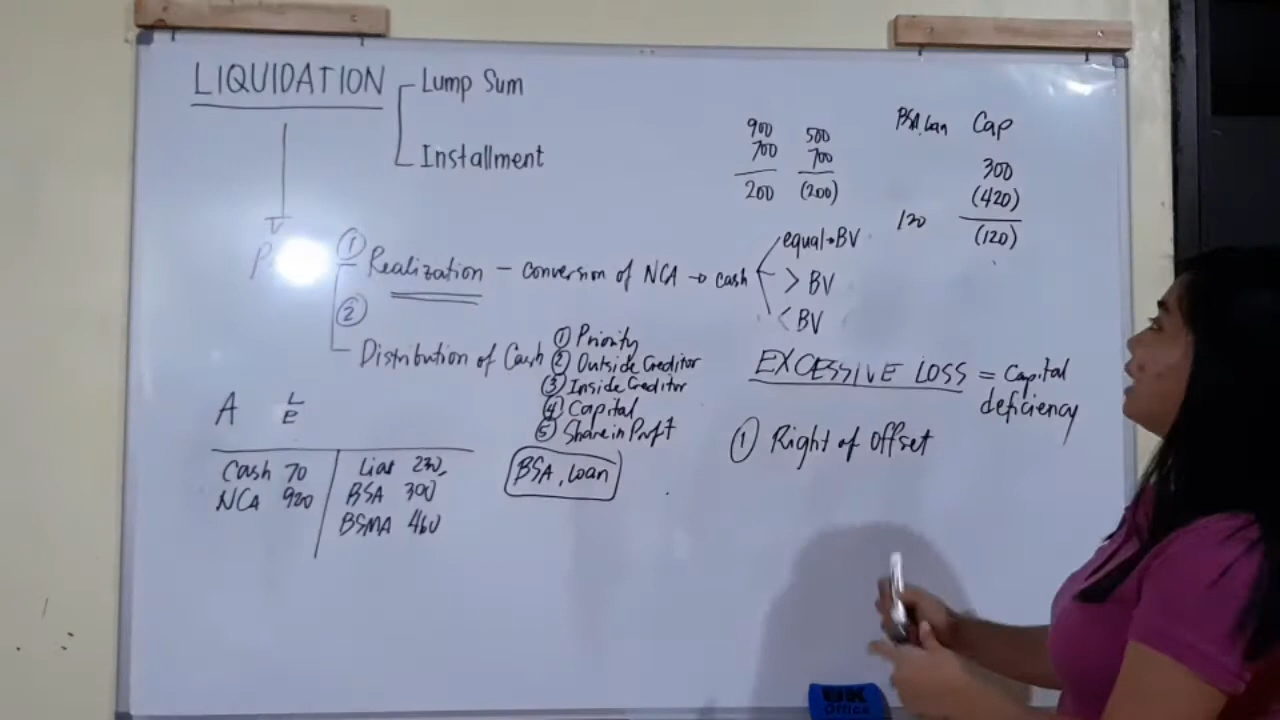 LIQUIDATION
Lump Sum
Installment
900 500
700 700
200 (200)
BSA, Loan Cap
300
(420)
120 (120)
P
① Realization - conversion of NCA → cash
equal → BV
> BV
< BV
②
Distribution of Cash
① Priority
② Outside Creditor
③ Inside Creditor
④ Capital
⑤ Share in Profit
EXCESSIVE LOSS = Capital
deficiency
① Right of Offset
A L
E
Cash 70
NCA 920
Liab 230
BSA 300
BSMA 460
BSA, Loan
OFFICE